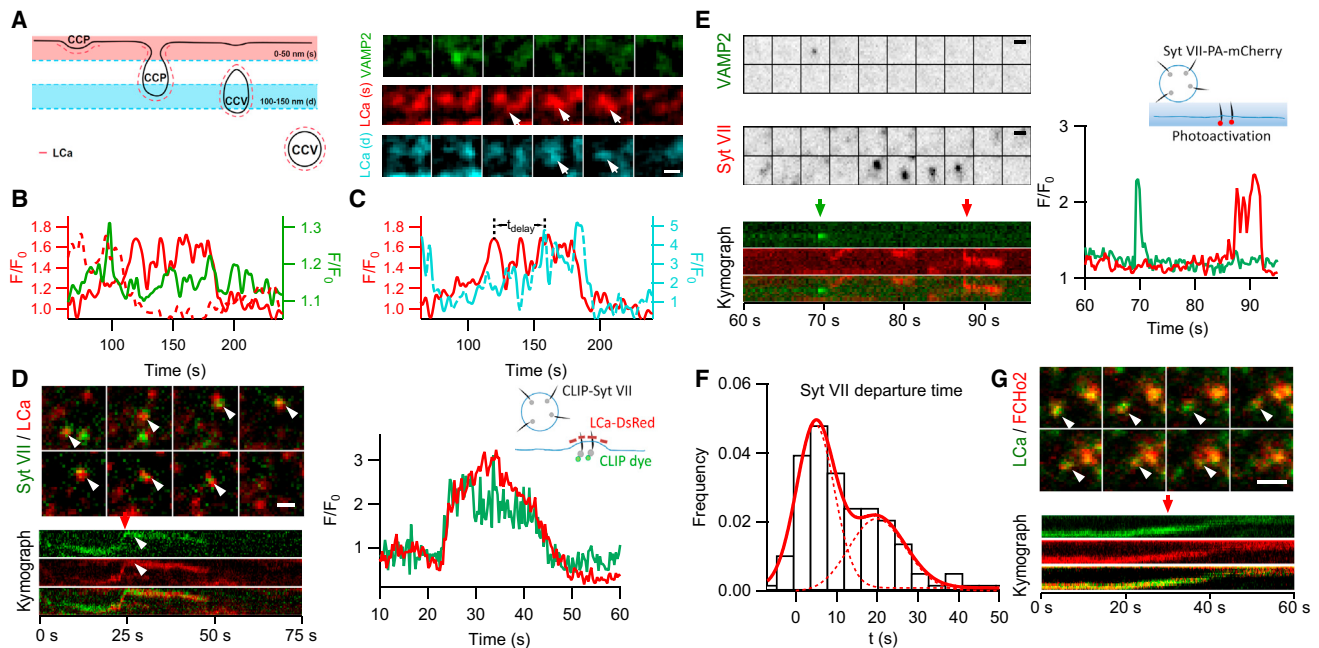 A
CCP
0-50 nm (s)
CCP
CCV
100-150 nm (d)
CCV
LCa
VAMP2
LCa (s)
LCa (d)
B
F/F0
1.8
1.6
1.4
1.2
1.0
1.3
1.2
1.1
F/F0
100 150 200
Time (s)
C
F/F0
1.8
1.6
1.4
1.2
1.0
tdelay
5
4
3
2
1
F/F0
100 150 200
Time (s)
D
Syt VII / LCa
Kymograph
0 s 25 s 75 s
CLIP-Syt VII
LCa-DsRed
CLIP dye
F/F0
3
2
1
10 20 30 40 50 60
Time (s)
E
VAMP2
Syt VII
Kymograph
60 s 70 s 80 s 90 s
Syt VII-PA-mCherry
Photoactivation
F/F0
3
2
1
60 70 80 90
Time (s)
F
Syt VII departure time
Frequency
0.06
0.04
0.02
0.00
0 10 20 30 40 50
t (s)
G
LCa / FCHo2
Kymograph
0 s 20 s 40 s 60 s